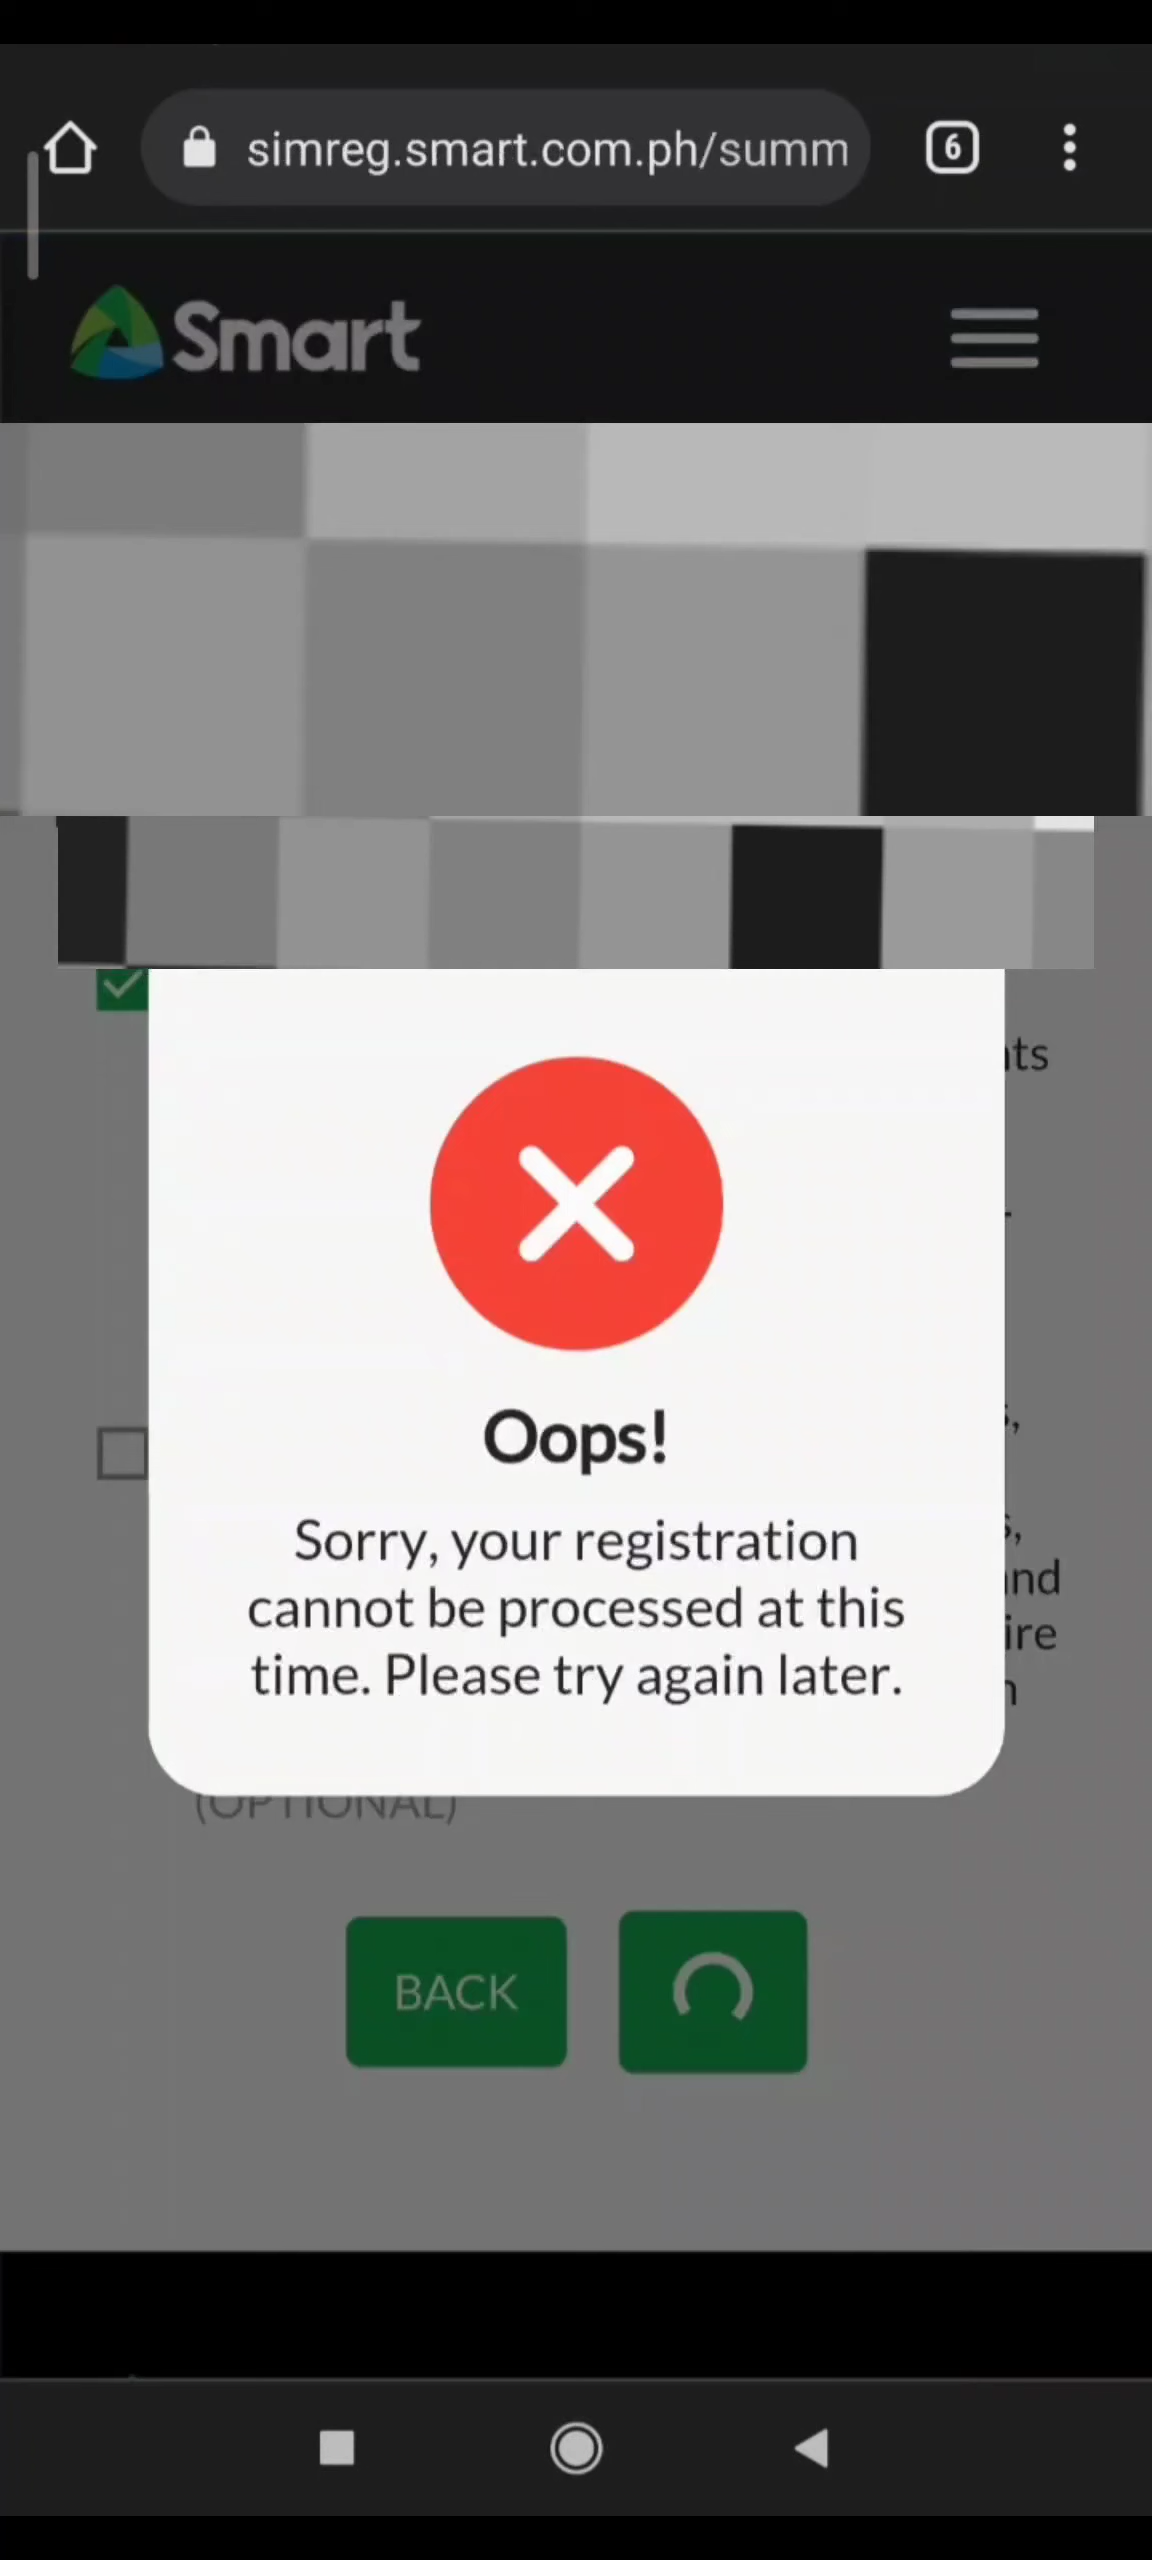 simreg.smart.com.ph/summ
6
Smart
Oops!
Sorry, your registration
cannot be processed at this
time. Please try again later.
(OPTIONAL)
BACK